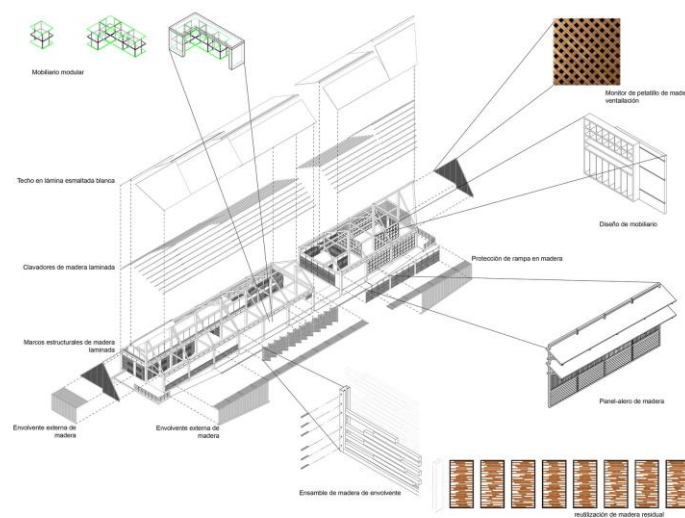 Mobiliario modular
Monitor de petatillo de made
ventallación
Techo en lámina esmaltada blanca
Diseño de mobiliario
Clavadores de madera laminada
Protección de rampa en madera
Marcos estructurales de madera
laminada
Panel-alero de madera
Envolvente externa de
madera
Envolvente externa de
madera
Ensamble de madera de envolvente
reutilización de madera residual